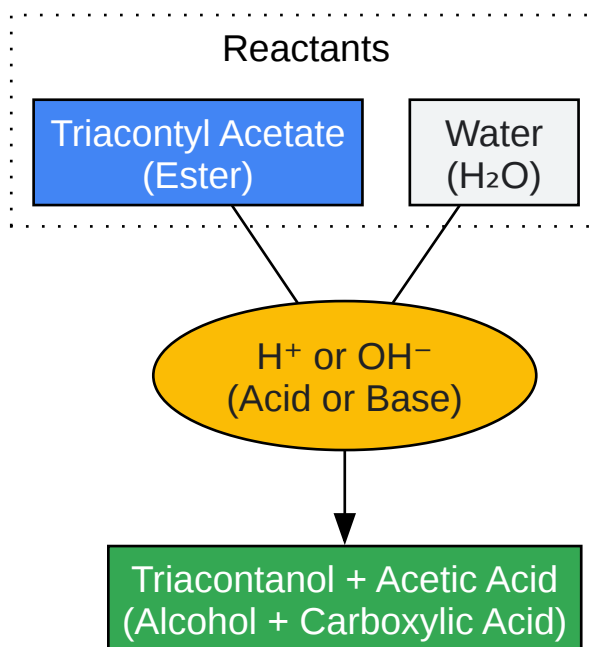 Reactants
Triacontyl Acetate
(Ester)
Water
(H₂O)
H⁺ or OH⁻
(Acid or Base)
Triacontanol + Acetic Acid
(Alcohol + Carboxylic Acid)